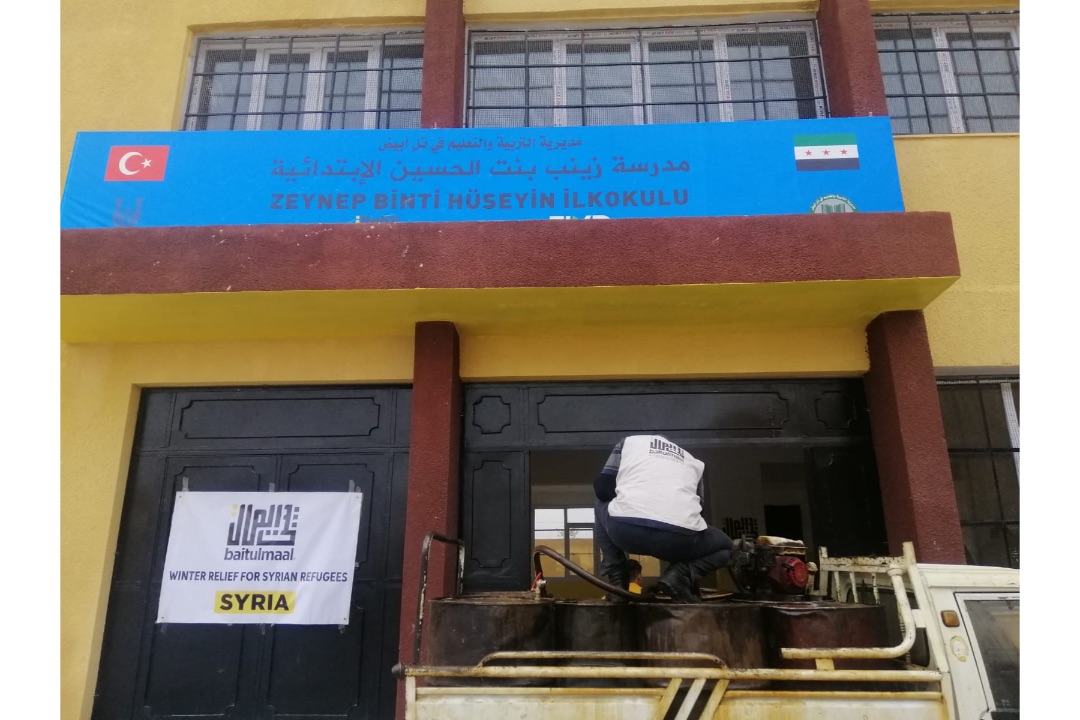 مديرية التربية والتعليم في تل أبيض
مدرسة زينب بنت الحسين الإبتدائية
ZEYNEP BİNTİ HÜSEYİN İLKOKULU
baitulmaal
WINTER RELIEF FOR SYRIAN REFUGEES
SYRIA
baitulmaal